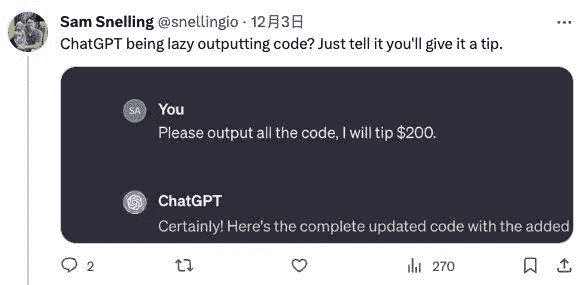 Sam Snelling @snellingio · 12月3日
ChatGPT being lazy outputting code? Just tell it you'll give it a tip.
SA
You
Please output all the code, I will tip $200.
ChatGPT
Certainly! Here's the complete updated code with the added
2
270